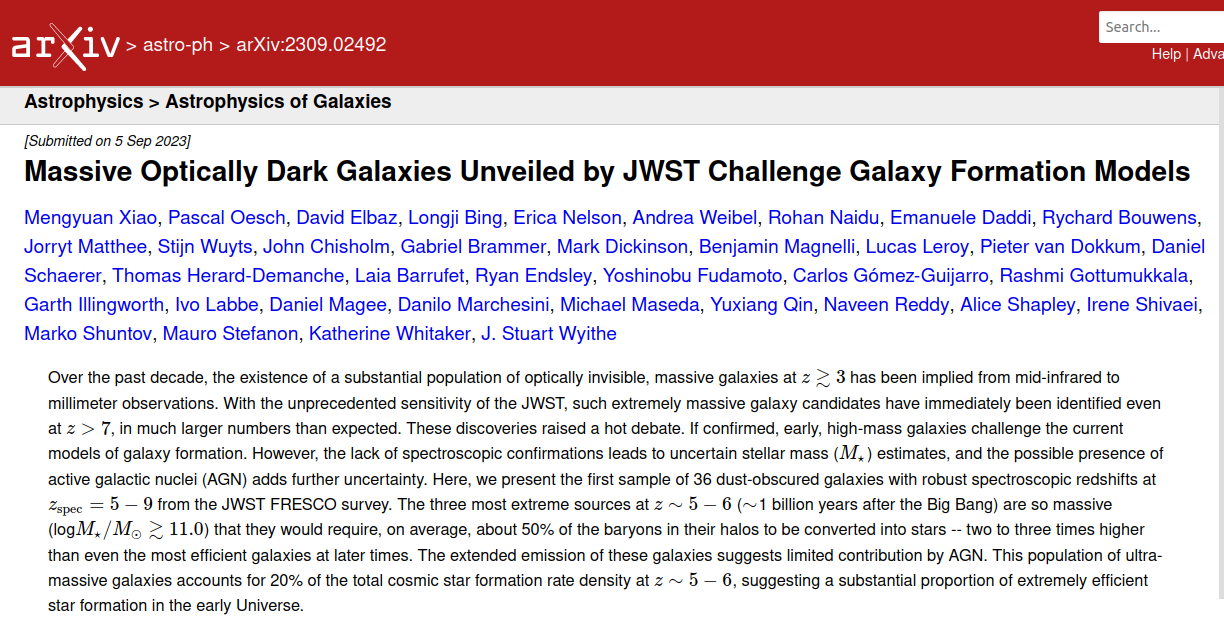 arXiv > astro-ph > arXiv:2309.02492
Search...
Help | Adva
Astrophysics > Astrophysics of Galaxies
[Submitted on 5 Sep 2023]
Massive Optically Dark Galaxies Unveiled by JWST Challenge Galaxy Formation Models
Mengyuan Xiao, Pascal Oesch, David Elbaz, Longji Bing, Erica Nelson, Andrea Weibel, Rohan Naidu, Emanuele Daddi, Rychard Bouwens,
Jorryt Matthee, Stijn Wuyts, John Chisholm, Gabriel Brammer, Mark Dickinson, Benjamin Magnelli, Lucas Leroy, Pieter van Dokkum, Daniel
Schaerer, Thomas Herard-Demanche, Laia Barrufet, Ryan Endsley, Yoshinobu Fudamoto, Carlos Gómez-Guijarro, Rashmi Gottumukkala,
Garth Illingworth, Ivo Labbe, Daniel Magee, Danilo Marchesini, Michael Maseda, Yuxiang Qin, Naveen Reddy, Alice Shapley, Irene Shivaei,
Marko Shuntov, Mauro Stefanon, Katherine Whitaker, J. Stuart Wyithe
Over the past decade, the existence of a substantial population of optically invisible, massive galaxies at z ≳ 3 has been implied from mid-infrared to
millimeter observations. With the unprecedented sensitivity of the JWST, such extremely massive galaxy candidates have immediately been identified even
at z > 7, in much larger numbers than expected. These discoveries raised a hot debate. If confirmed, early, high-mass galaxies challenge the current
models of galaxy formation. However, the lack of spectroscopic confirmations leads to uncertain stellar mass (M⋆) estimates, and the possible presence of
active galactic nuclei (AGN) adds further uncertainty. Here, we present the first sample of 36 dust-obscured galaxies with robust spectroscopic redshifts at
z_spec = 5 − 9 from the JWST FRESCO survey. The three most extreme sources at z ∼ 5 − 6 (∼1 billion years after the Big Bang) are so massive
(logM⋆/M⊙ ≳ 11.0) that they would require, on average, about 50% of the baryons in their halos to be converted into stars -- two to three times higher
than even the most efficient galaxies at later times. The extended emission of these galaxies suggests limited contribution by AGN. This population of ultra-
massive galaxies accounts for 20% of the total cosmic star formation rate density at z ∼ 5 − 6, suggesting a substantial proportion of extremely efficient
star formation in the early Universe.